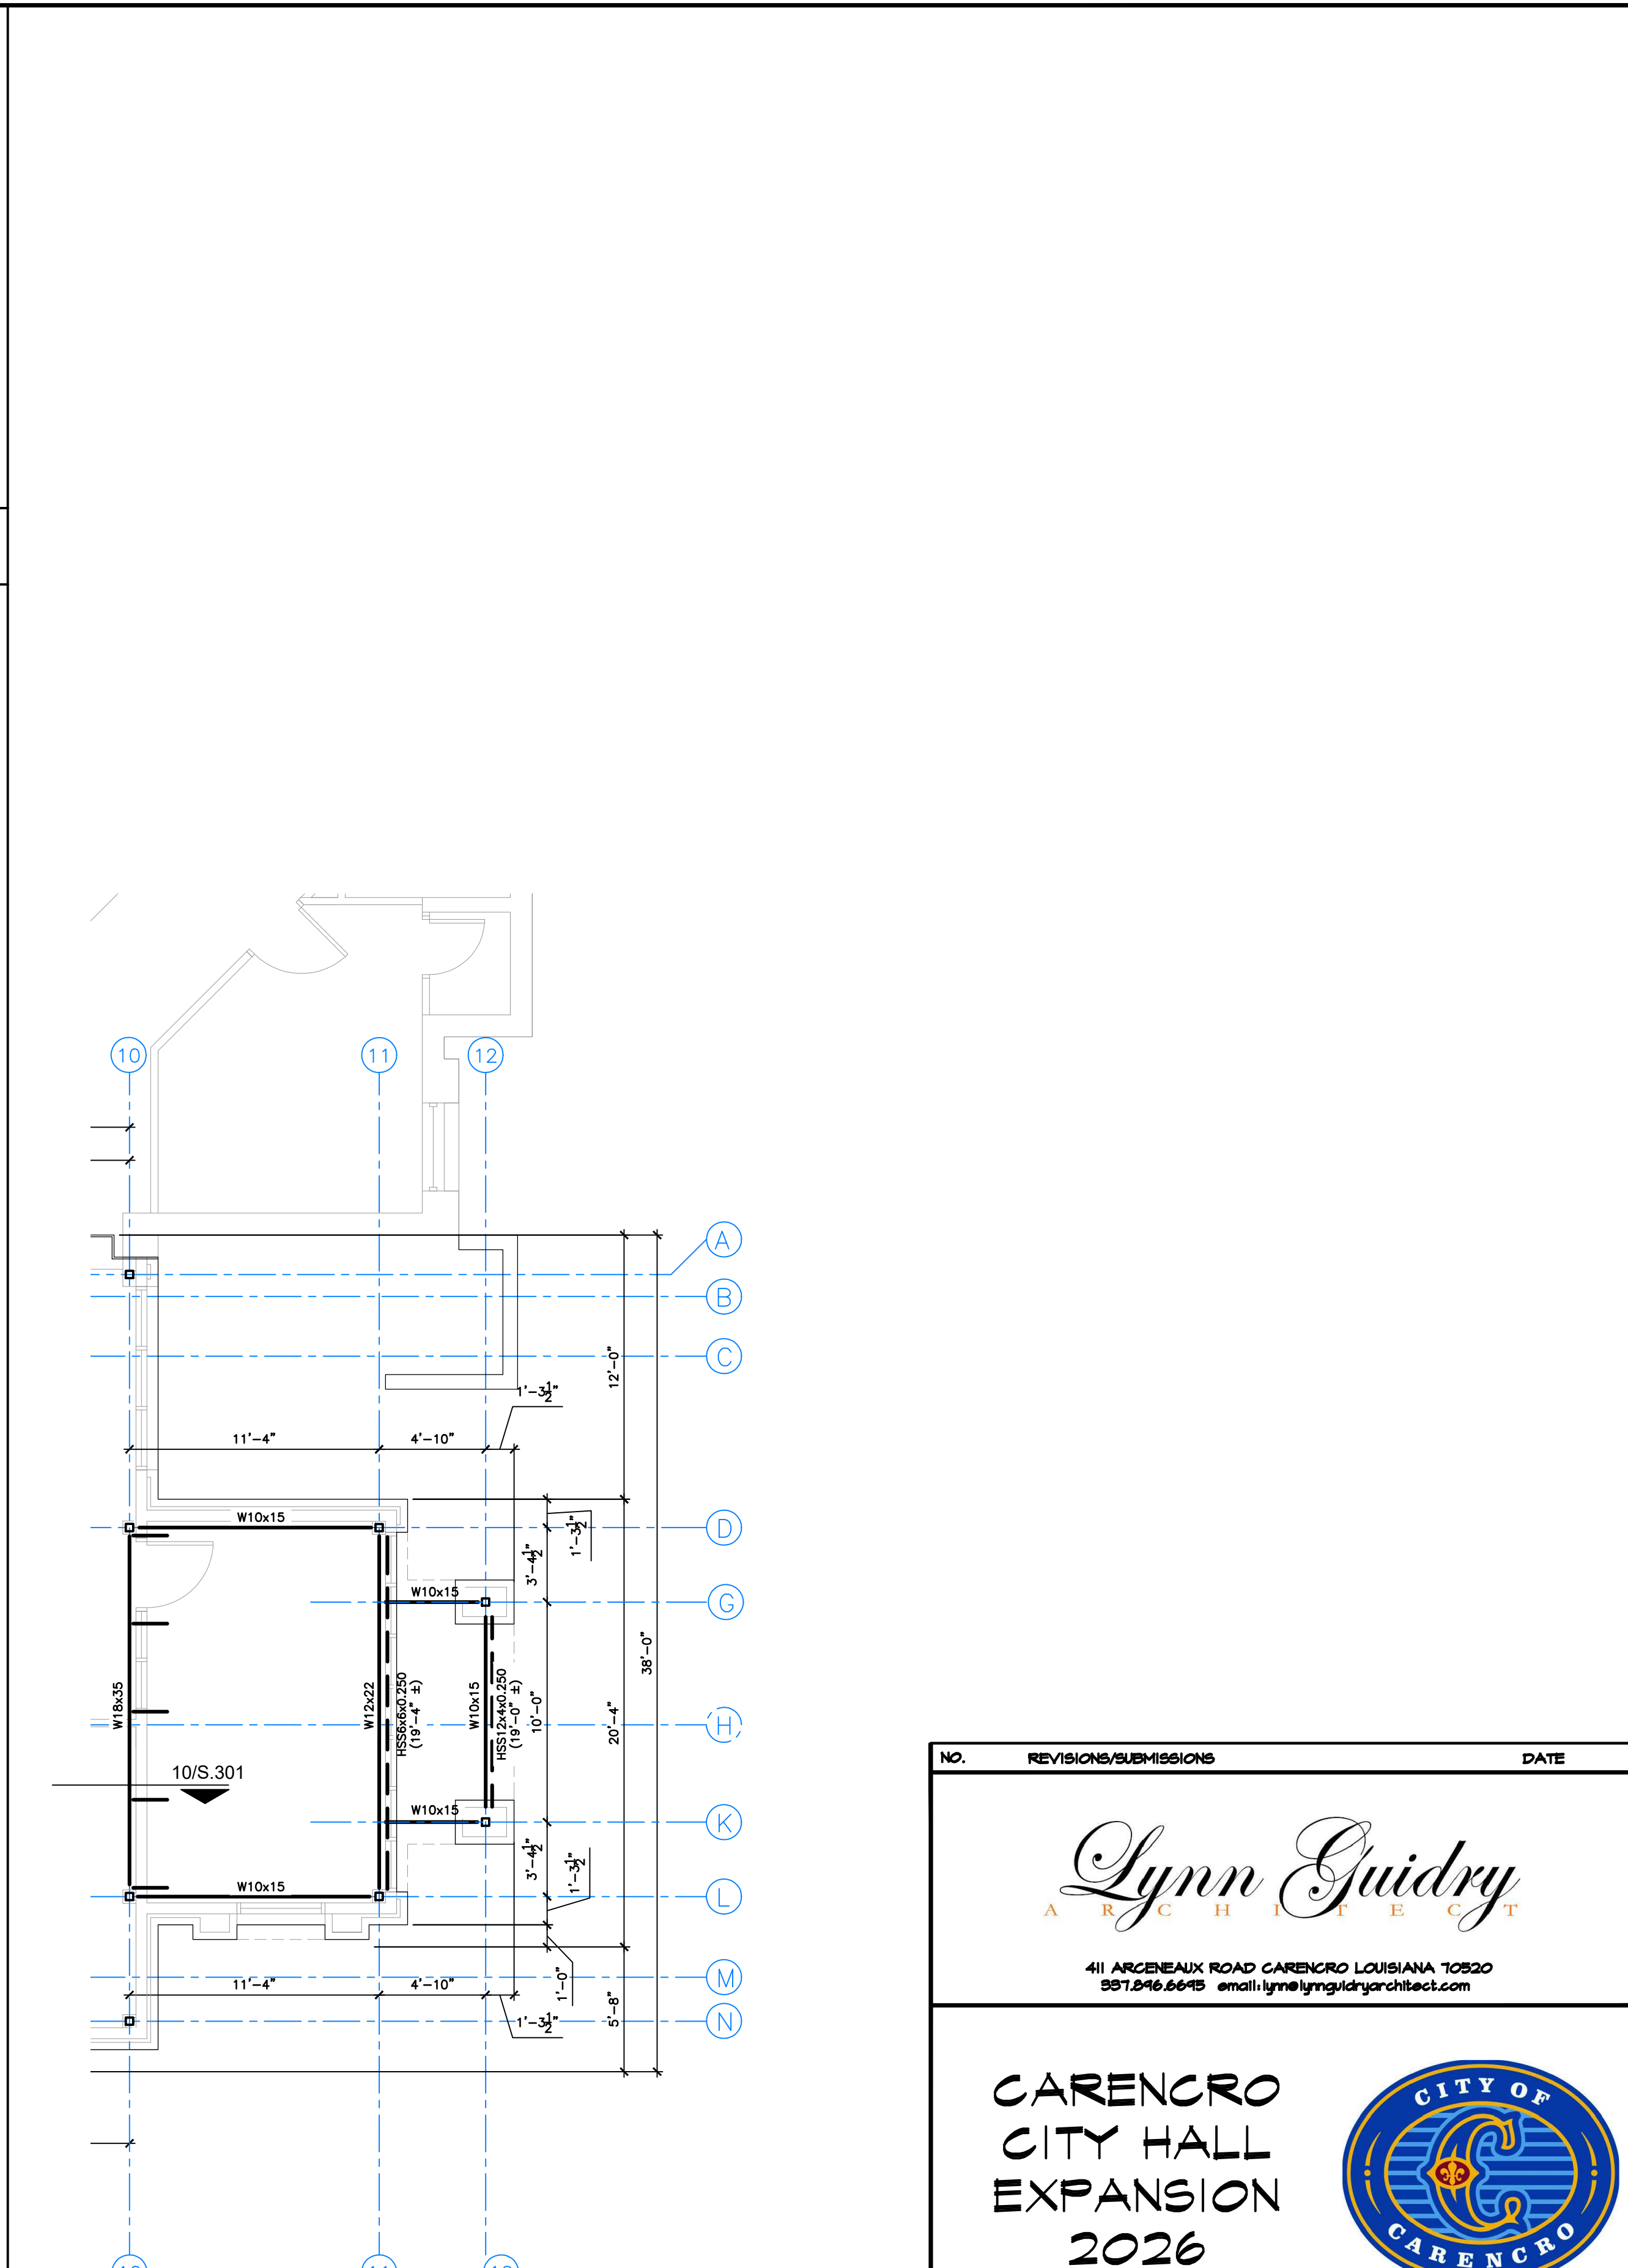 10
11
12
A
B
C
12'-0"
1'-3½"
11'-4"
4'-10"
W10x15
D
1'-3½"
3'-4½"
W10x15
G
38'-0"
W18x35
W12x22
HSS6x6x0.250
(19'-4" ±)
W10x15
HSS12x4x0.250
(19'-0" ±)
10'-0"
20'-4"
H
10/S.301
W10x15
K
3'-4½"
1'-3½"
W10x15
L
M
11'-4"
4'-10"
1'-0"
5'-8"
1'-3½"
N
NO. REVISIONS/SUBMISSIONS DATE
Lynn Guidry
ARCHITECT
411 ARCENEAUX ROAD CARENCRO LOUISIANA 70520
337.896.6695 email:lynn@lynnguidryarchitect.com
CARENCRO
CITY HALL
EXPANSION
2026
CITY OF
C
CARENCRO